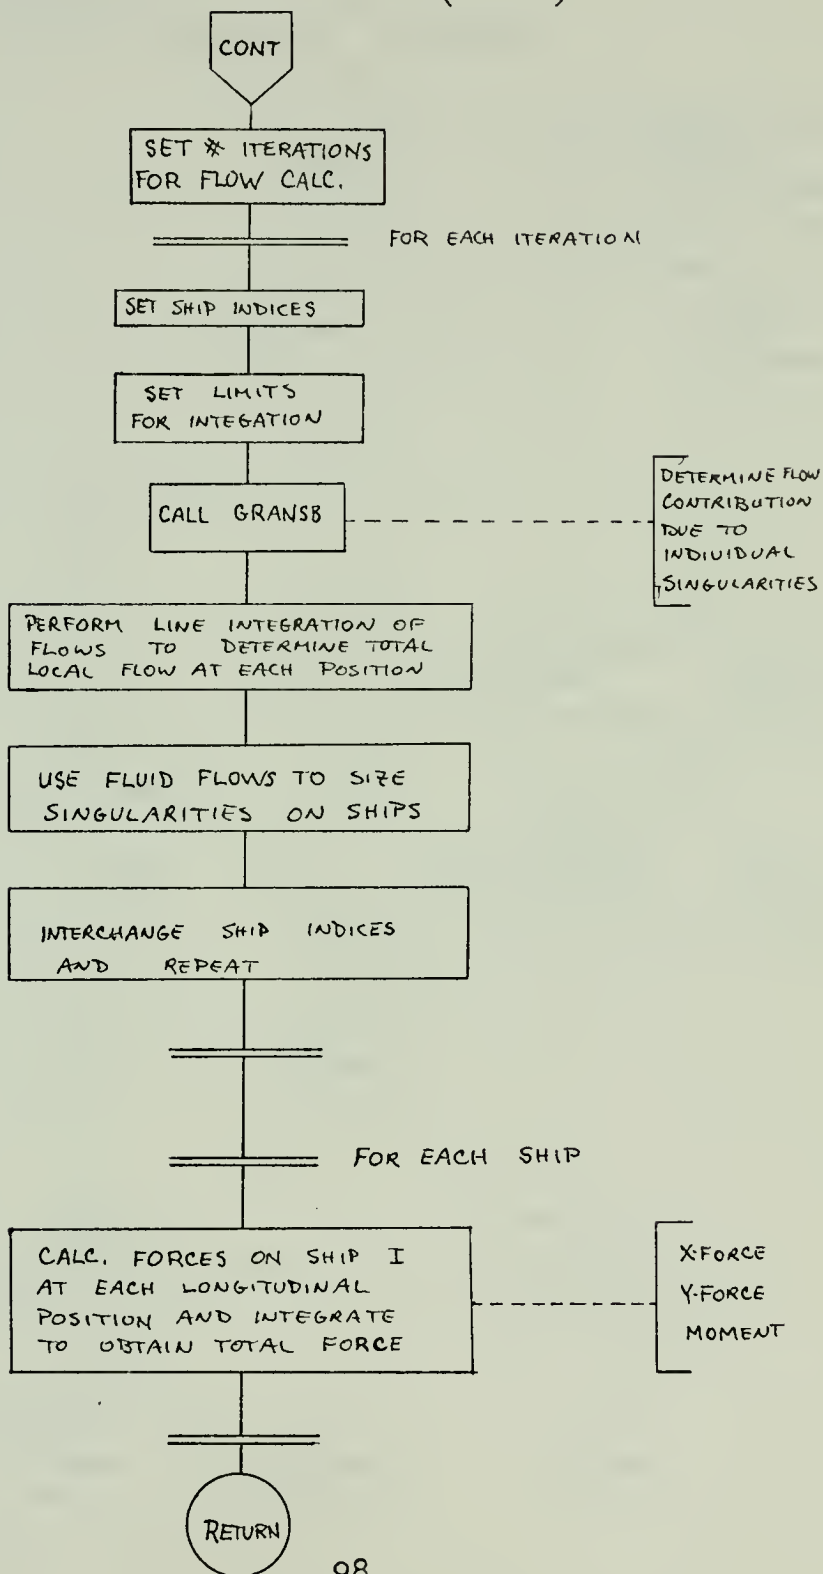 CONT
SET # ITERATIONS
FOR FLOW CALC.
FOR EACH ITERATION
SET SHIP INDICES
SET LIMITS
FOR INTEGATION
CALL GRANSB
DETERMINE FLOW
CONTRIBUTION
DUE TO
INDIVIDUAL
SINGULARITIES
PERFORM LINE INTEGRATION OF
FLOWS TO DETERMINE TOTAL
LOCAL FLOW AT EACH POSITION
USE FLUID FLOWS TO SIZE
SINGULARITIES ON SHIPS
INTERCHANGE SHIP INDICES
AND REPEAT
FOR EACH SHIP
CALC. FORCES ON SHIP I
AT EACH LONGITUDINAL
POSITION AND INTEGRATE
TO OBTAIN TOTAL FORCE
X-FORCE
Y-FORCE
MOMENT
RETURN
98